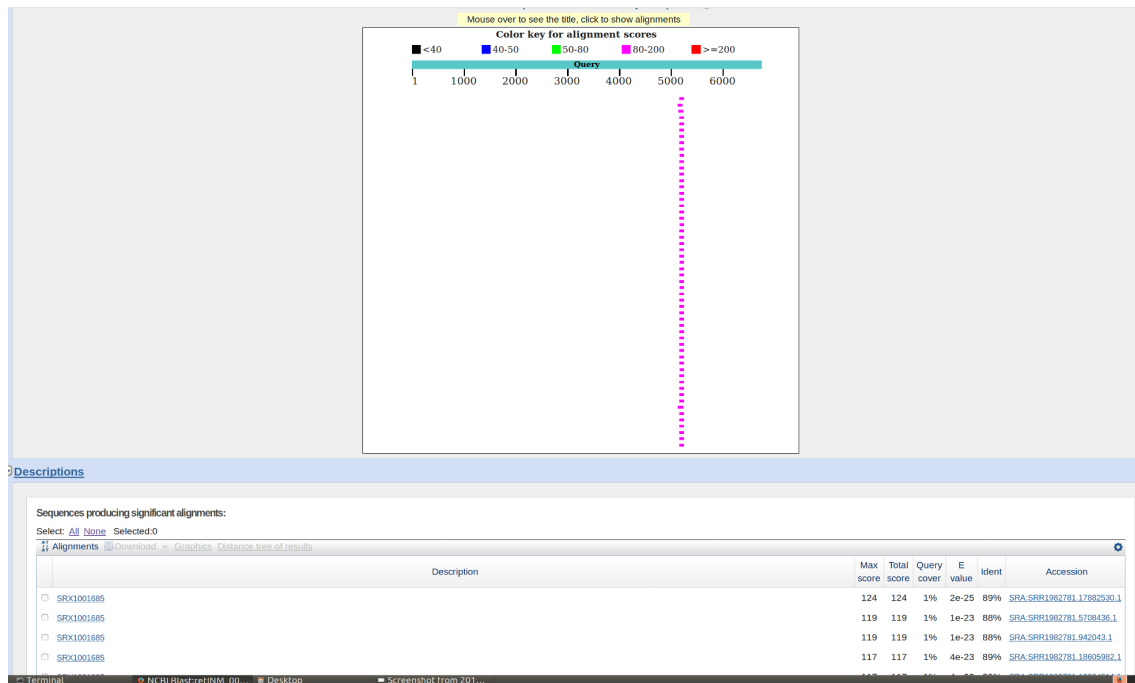 Mouse over to see the title, click to show alignments
Color key for alignment scores
<40 40-50 50-80 80-200 >=200
Query
1 1000 2000 3000 4000 5000 6000
Descriptions
Sequences producing significant alignments:
Select: All None Selected:0
Alignments Download Graphics Distance tree of results
Description Max score Total score Query cover E value Ident Accession
SRX1001685 124 124 1% 2e-25 89% SRA:SRR1982781.17882530.1
SRX1001685 119 119 1% 1e-23 88% SRA:SRR1982781.5708436.1
SRX1001685 119 119 1% 1e-23 88% SRA:SRR1982781.942043.1
SRX1001685 117 117 1% 4e-23 89% SRA:SRR1982781.18605982.1
Terminal NCBI Blast:ref|NM_00... Desktop Screenshot from 201...